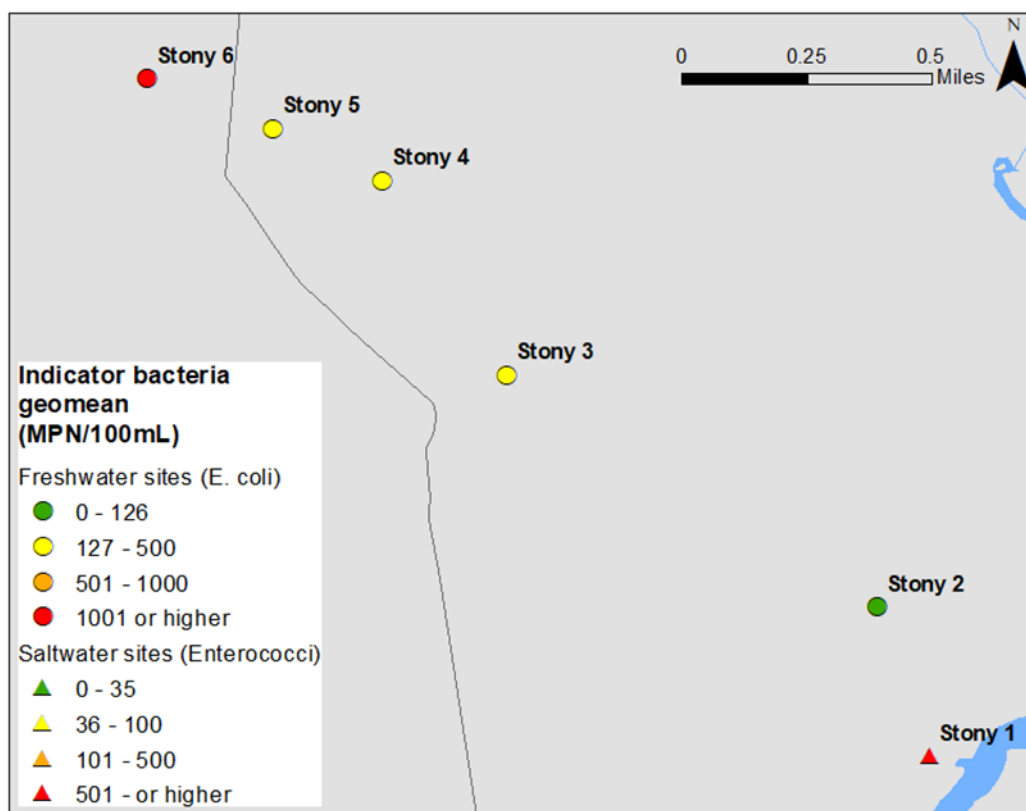 N
0 0.25 0.5
Miles
Stony 6
Stony 5
Stony 4
Stony 3
Stony 2
Stony 1
Indicator bacteria
geomean
(MPN/100mL)
Freshwater sites (E. coli)
0 - 126
127 - 500
501 - 1000
1001 or higher
Saltwater sites (Enterococci)
0 - 35
36 - 100
101 - 500
501 - or higher